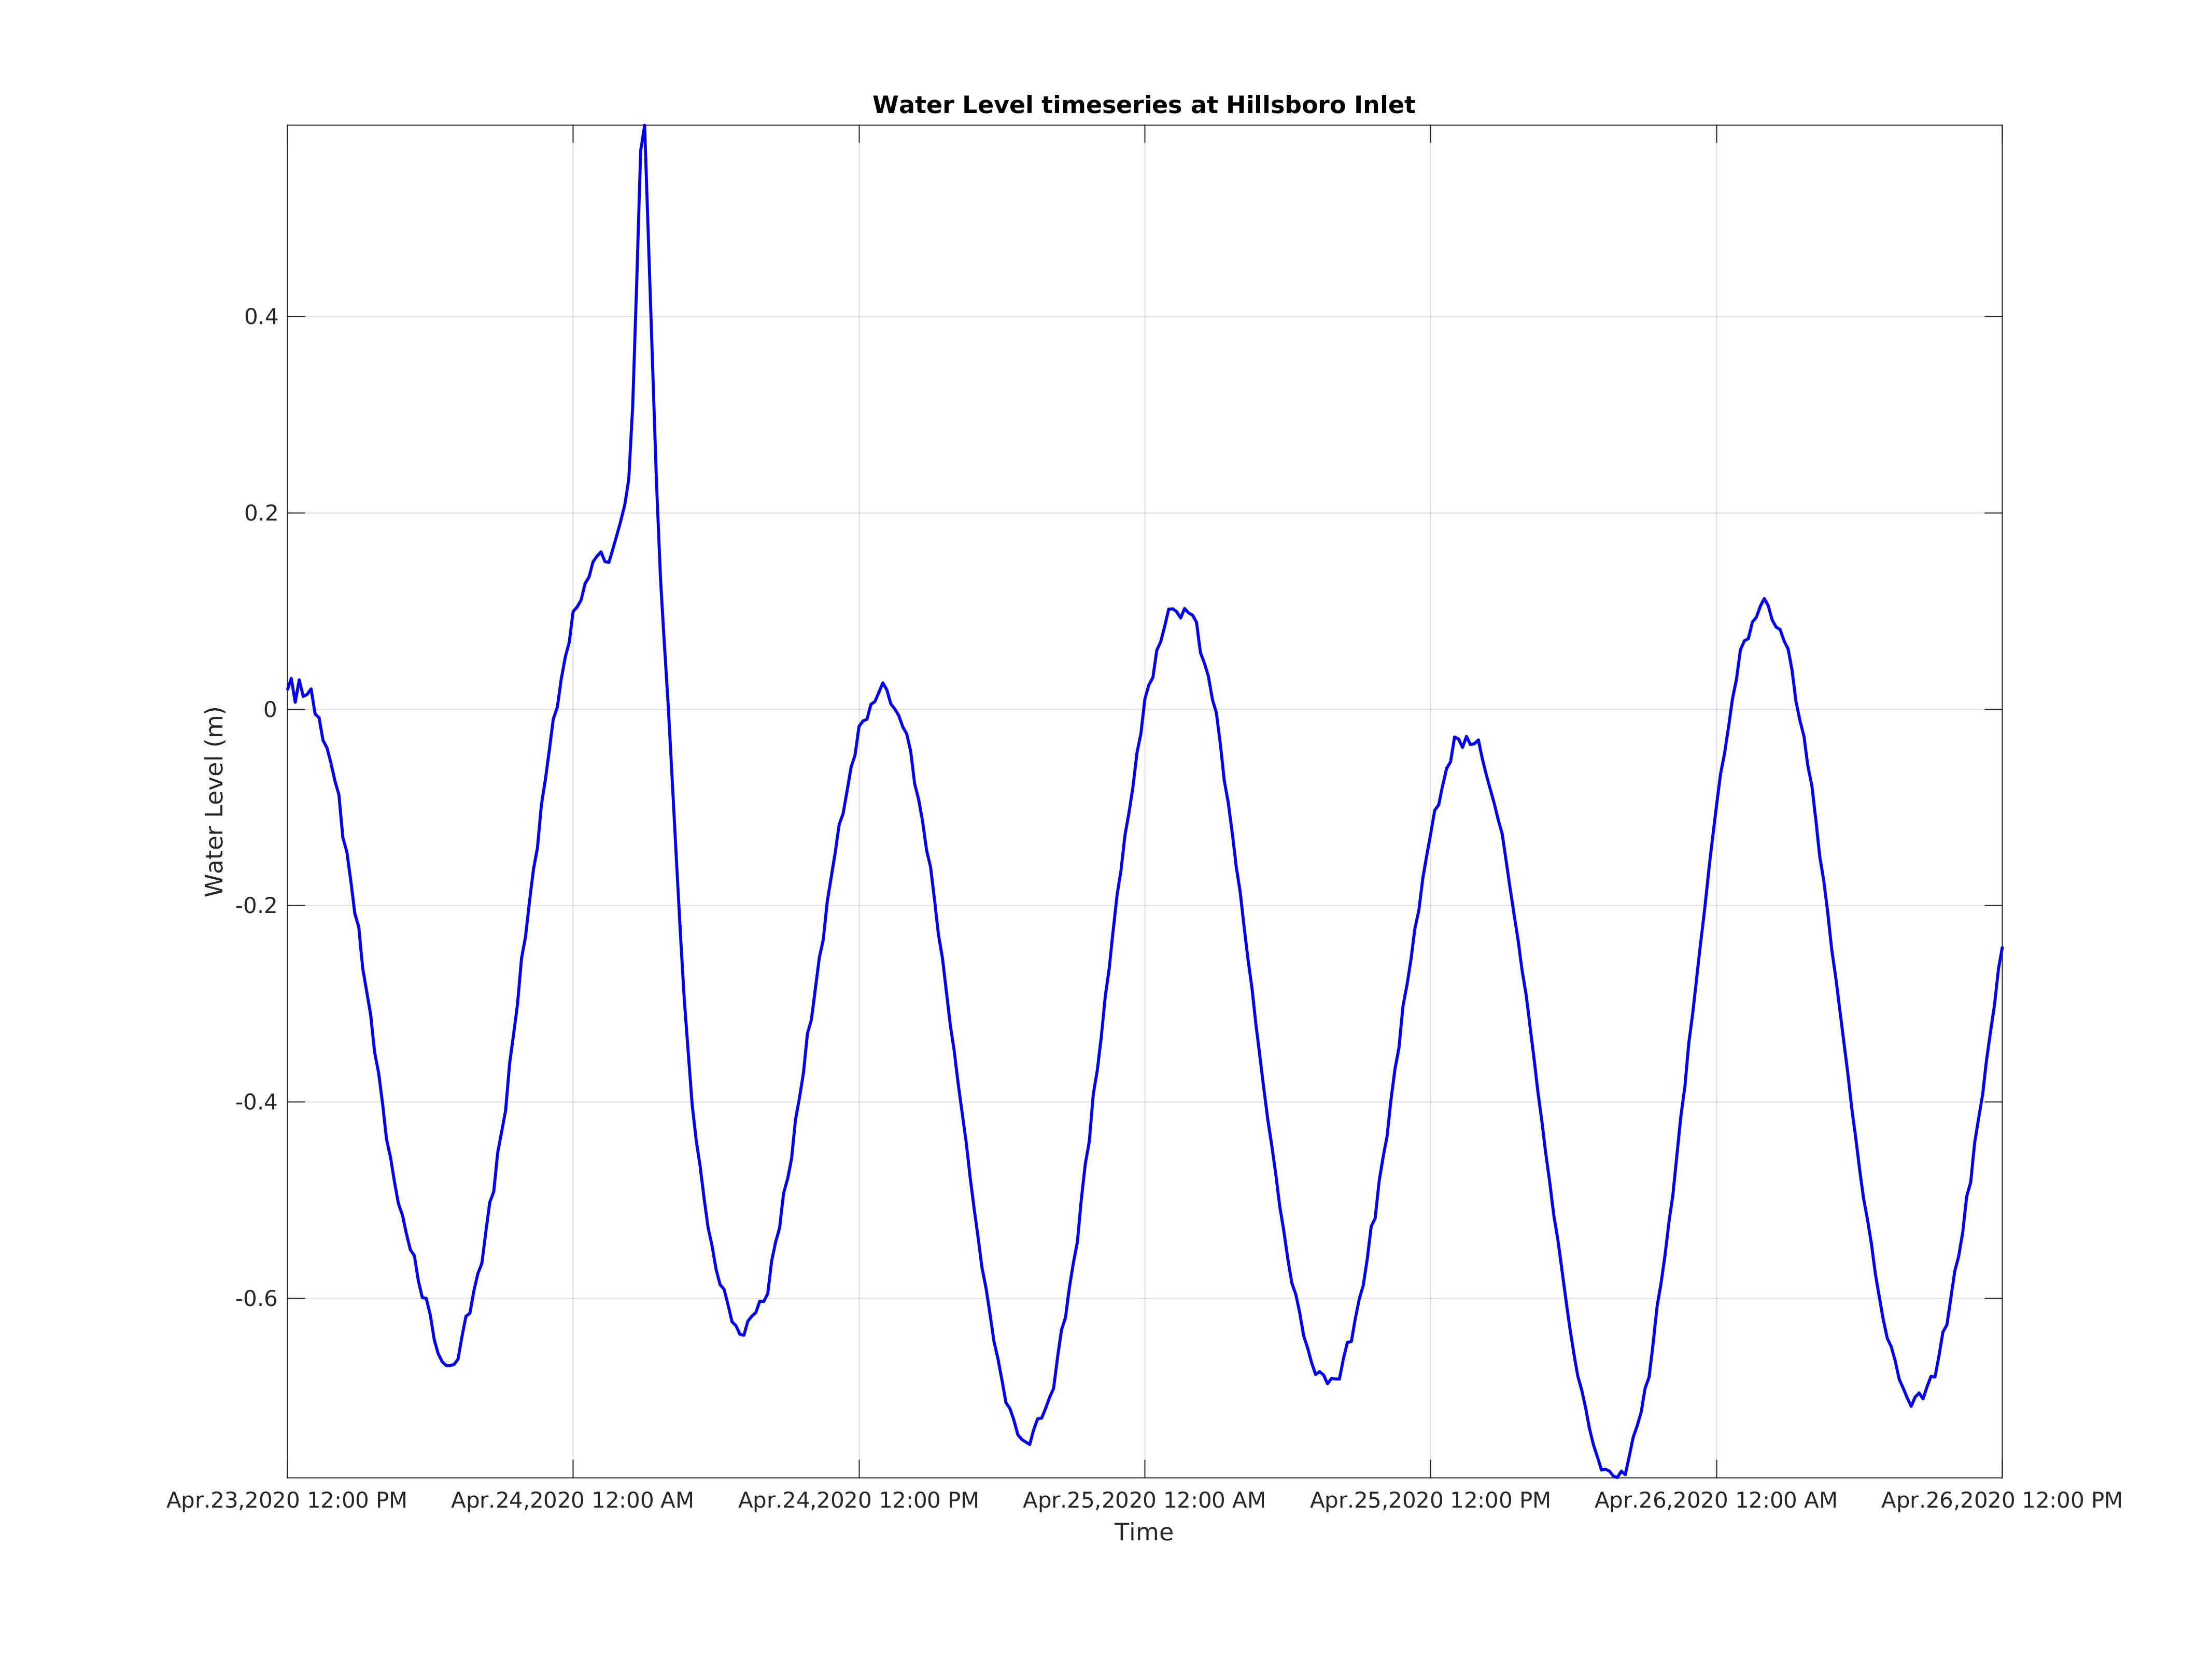 Water Level timeseries at Hillsboro Inlet
0.4
0.2
0
-0.2
-0.4
-0.6
Water Level (m)
Apr.23,2020 12:00 PM
Apr.24,2020 12:00 AM
Apr.24,2020 12:00 PM
Apr.25,2020 12:00 AM
Apr.25,2020 12:00 PM
Apr.26,2020 12:00 AM
Apr.26,2020 12:00 PM
Time